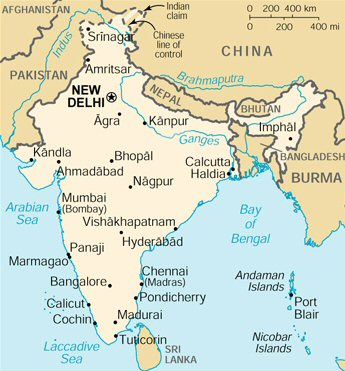 AFGHANISTAN
Indian
claim
Chinese
line of
control
0 200 400 km
0 200 400 mi
Indus
Srīnagar
CHINA
PAKISTAN
Amritsar
Brahmaputra
NEW
DELHI
NEPAL
BHUTAN
Āgra
Kānpur
Imphāl
Ganges
BANGLADESH
Kāndla
Bhopāl
Calcutta
Ahmadābād
Haldia
BURMA
Nāgpur
Mumbai
(Bombay)
Arabian
Sea
Vishākhapatnam
Bay
of
Bengal
Hyderābād
Panaji
Marmagao
Chennai
(Madras)
Andaman
Islands
Bangalore
Pondicherry
Port
Blair
Calicut
Cochin
Madurai
Nicobar
Islands
Tuticorin
Laccadive
Sea
SRI
LANKA